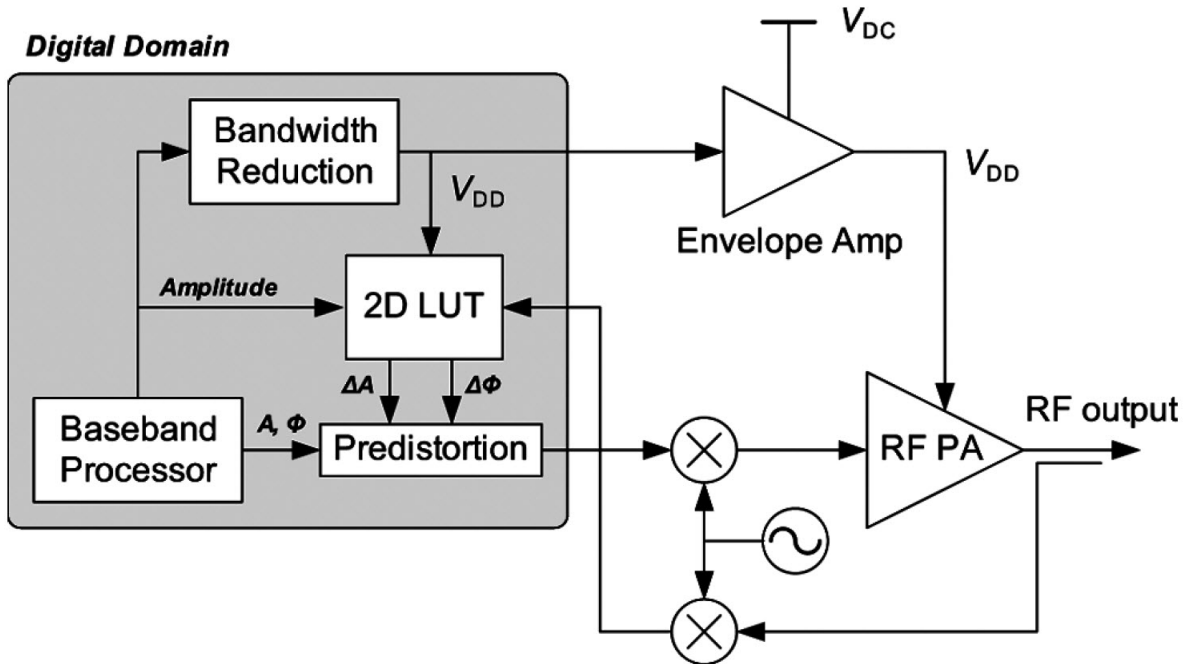 Digital Domain
V_DC
Bandwidth
Reduction
V_DD
V_DD
Envelope Amp
Amplitude
2D LUT
ΔA
ΔΦ
Baseband
Processor
A, Φ
Predistortion
RF PA
RF output